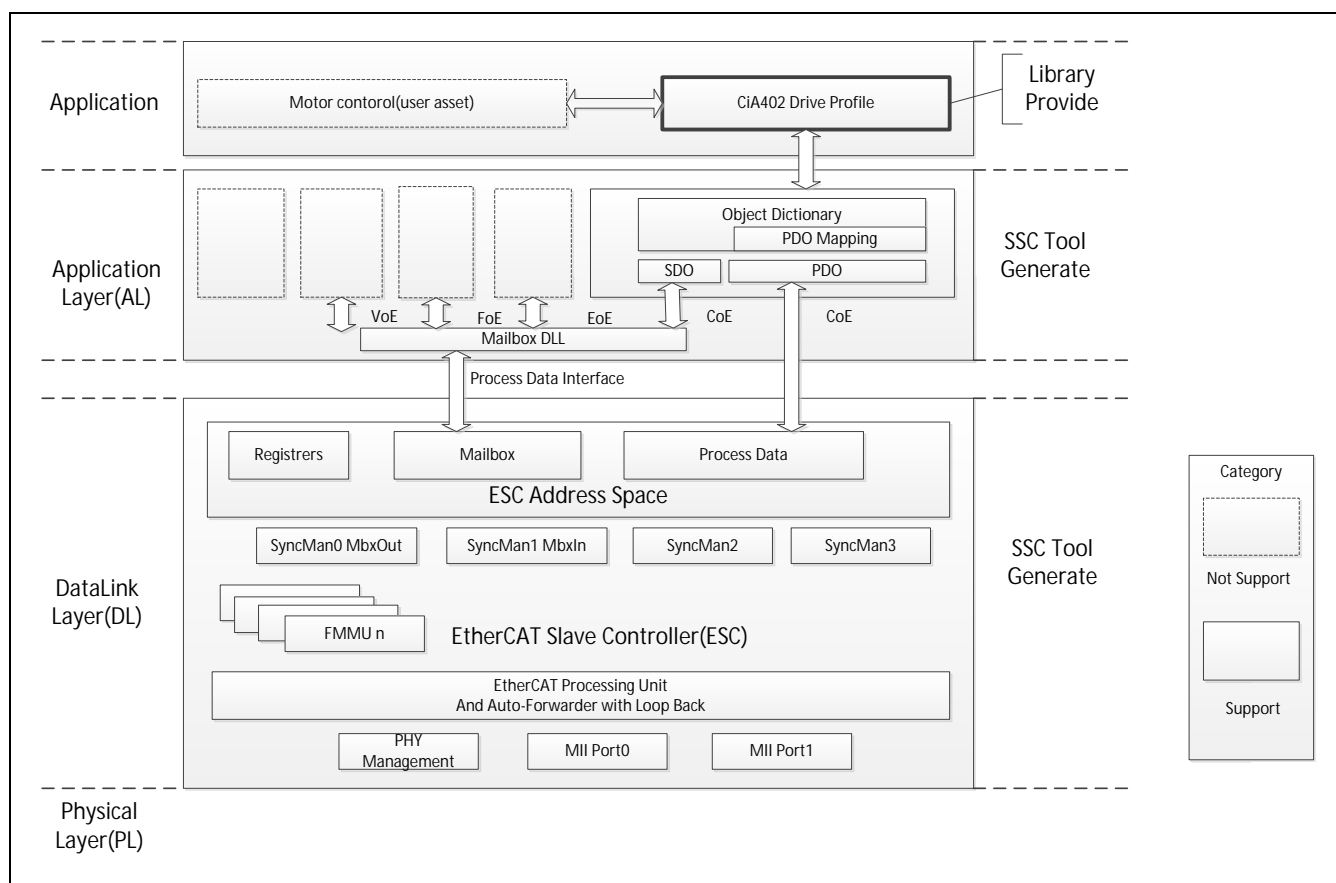 Application
Motor contorol(user asset)
CiA402 Drive Profile
Library
Provide
Application
Layer(AL)
Object Dictionary
PDO Mapping
SDO
PDO
VoE
FoE
EoE
CoE
CoE
Mailbox DLL
SSC Tool
Generate
Process Data Interface
DataLink
Layer(DL)
Registrers
Mailbox
Process Data
ESC Address Space
SyncMan0 MbxOut
SyncMan1 MbxIn
SyncMan2
SyncMan3
FMMU n
EtherCAT Slave Controller(ESC)
EtherCAT Processing Unit
And Auto-Forwarder with Loop Back
PHY
Management
MII Port0
MII Port1
SSC Tool
Generate
Category
Not Support
Support
Physical
Layer(PL)